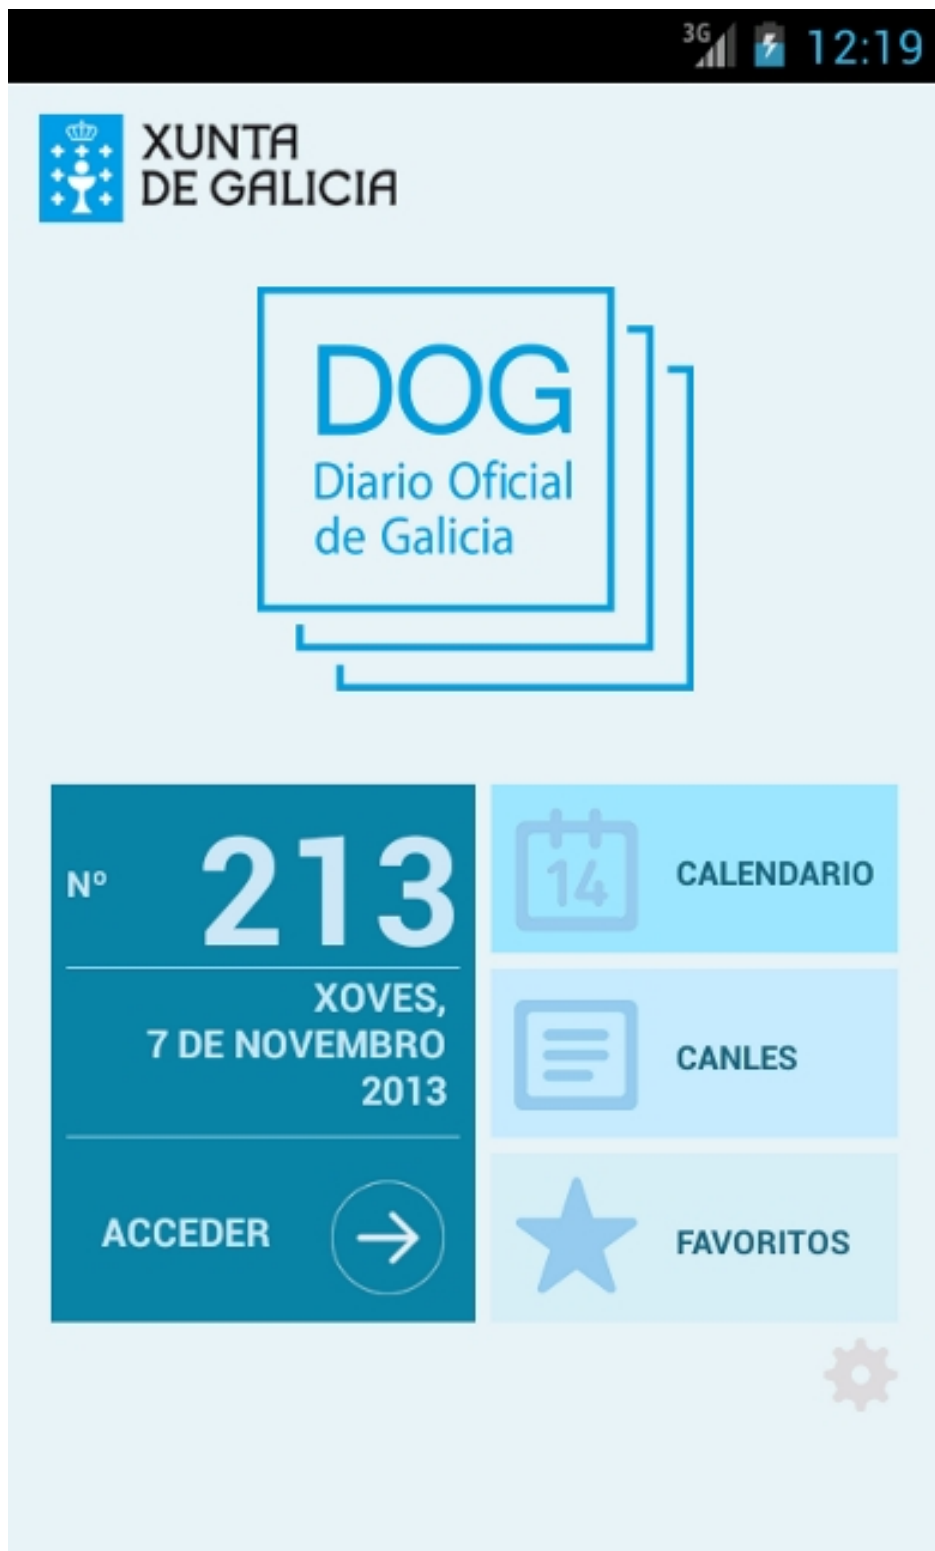 3G 12:19
XUNTA
DE GALICIA
DOG
Diario Oficial
de Galicia
Nº 213
XOVES,
7 DE NOVEMBRO
2013
ACCEDER
14
CALENDARIO
CANLES
FAVORITOS